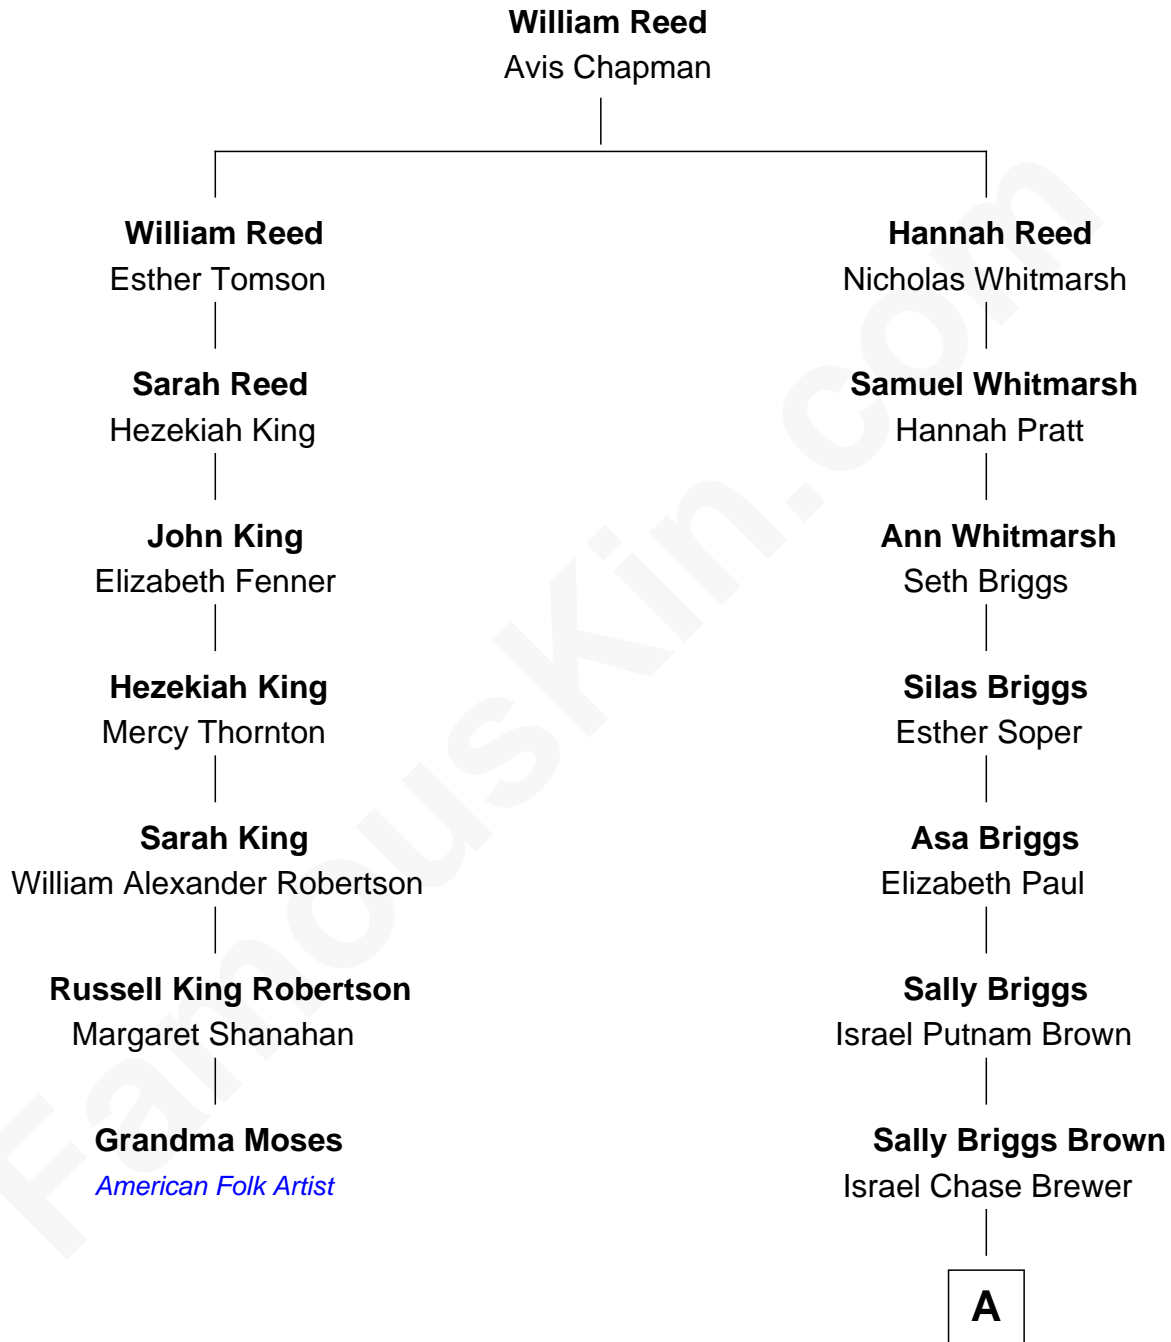 William Reed
Avis Chapman
William Reed
Esther Tomson
Hannah Reed
Nicholas Whitmarsh
Sarah Reed
Hezekiah King
Samuel Whitmarsh
Hannah Pratt
John King
Elizabeth Fenner
Ann Whitmarsh
Seth Briggs
Hezekiah King
Mercy Thornton
Silas Briggs
Esther Soper
Sarah King
William Alexander Robertson
Asa Briggs
Elizabeth Paul
Russell King Robertson
Margaret Shanahan
Sally Briggs
Israel Putnam Brown
Grandma Moses
American Folk Artist
Sally Briggs Brown
Israel Chase Brewer
A
FamousKin.com